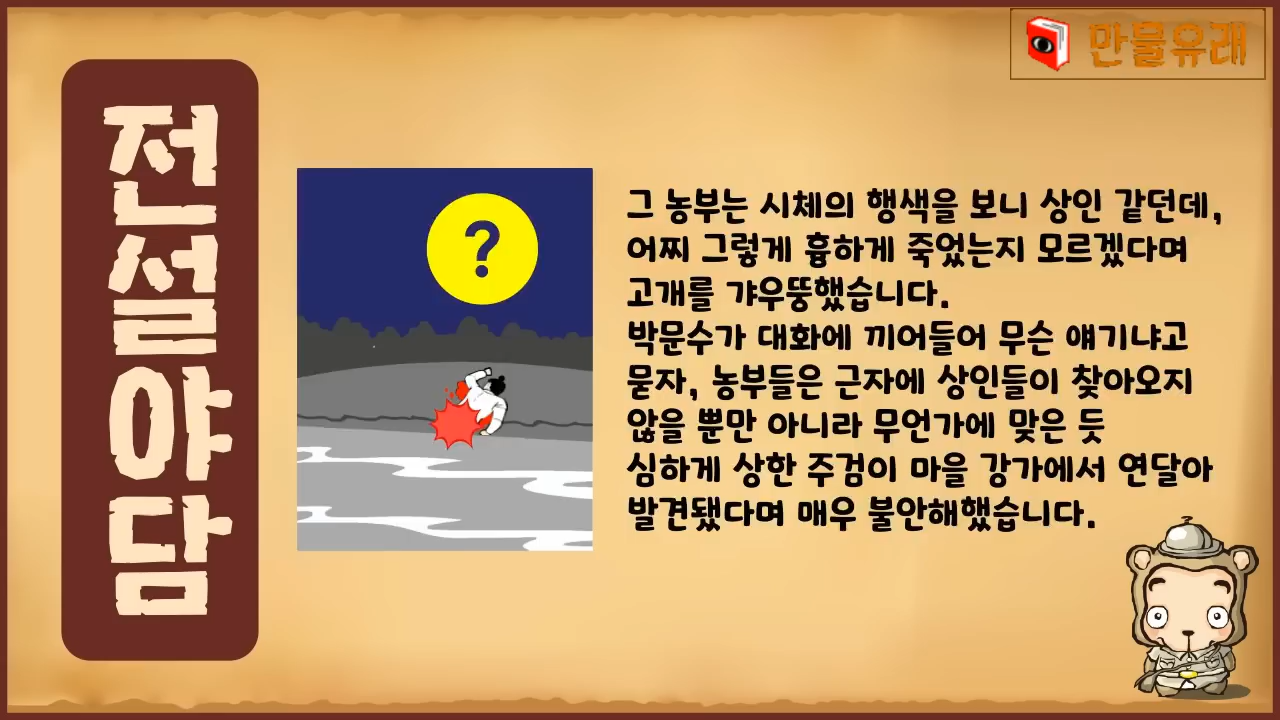 만물유래
전설야담
?
그 농부는 시체의 행색을 보니 상인 같던데,
어찌 그렇게 흉하게 죽었는지 모르겠다며
고개를 갸우뚱했습니다.
박문수가 대화에 끼어들어 무슨 얘기냐고
묻자, 농부들은 근자에 상인들이 찾아오지
않을 뿐만 아니라 무언가에 맞은 듯
심하게 상한 주검이 마을 강가에서 연달아
발견됐다며 매우 불안해했습니다.